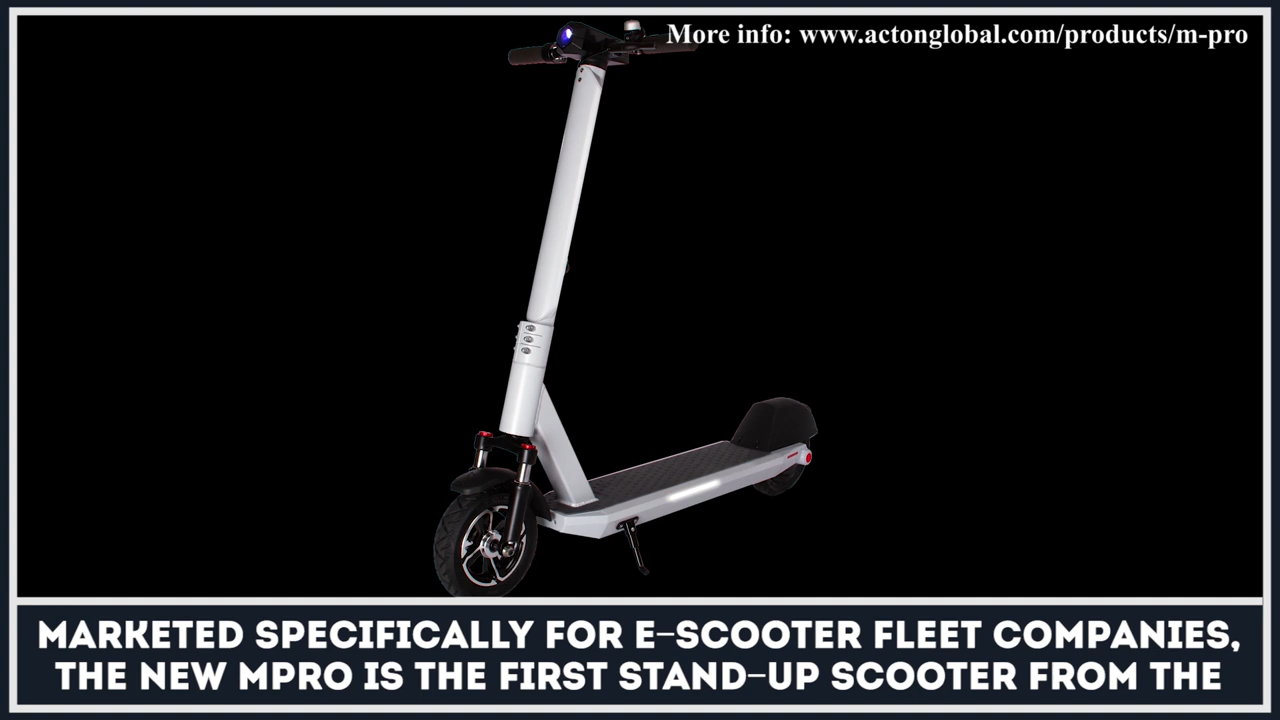 More info: www.actonglobal.com/products/m-pro
MARKETED SPECIFICALLY FOR E-SCOOTER FLEET COMPANIES,
THE NEW MPRO IS THE FIRST STAND-UP SCOOTER FROM THE